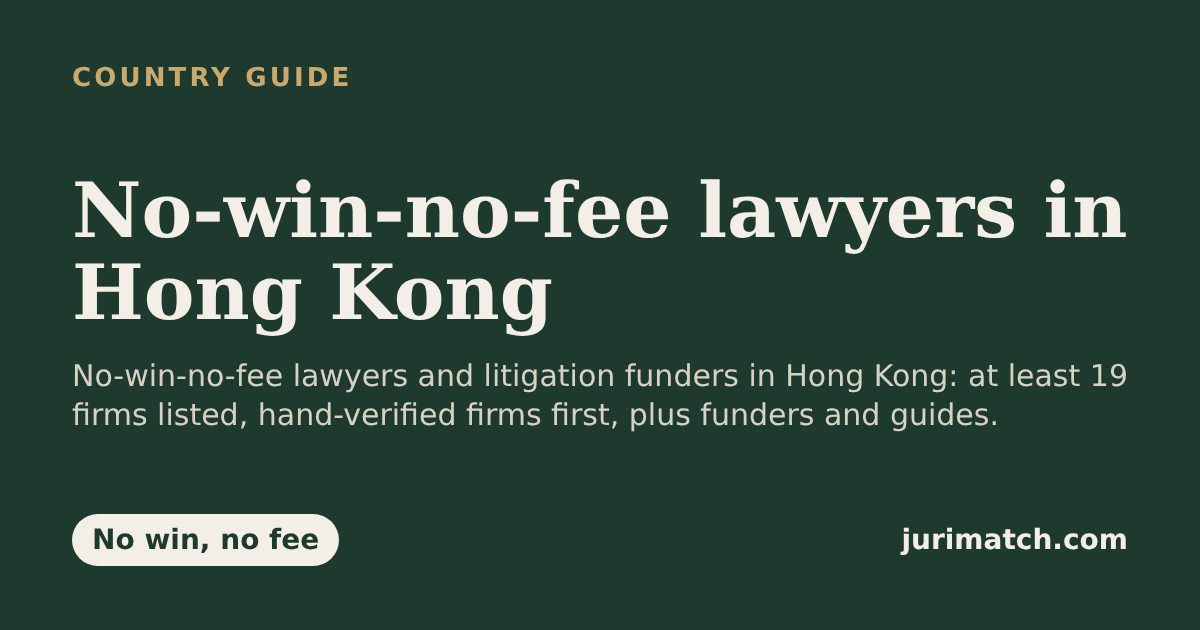 COUNTRY GUIDE
No-win-no-fee lawyers in
Hong Kong
No-win-no-fee lawyers and litigation funders in Hong Kong: at least 19
firms listed, hand-verified firms first, plus funders and guides.
No win, no fee
jurimatch.com